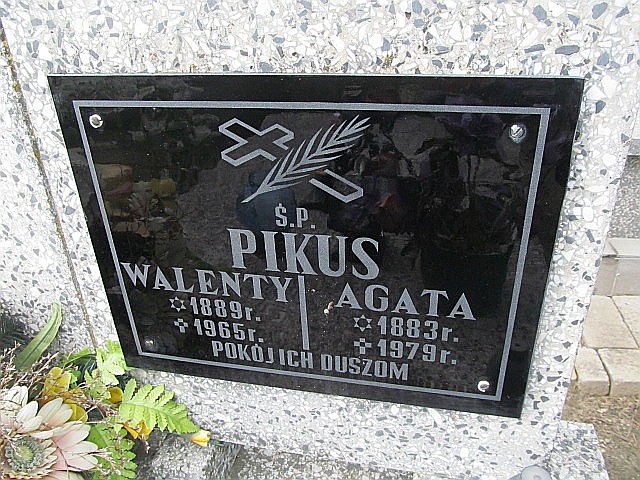 Ś.P.
PIKUS
WALENTY AGATA
✡1889r. ✡1883r.
✝1965r. ✝1979r.
POKÓJ ICH DUSZOM